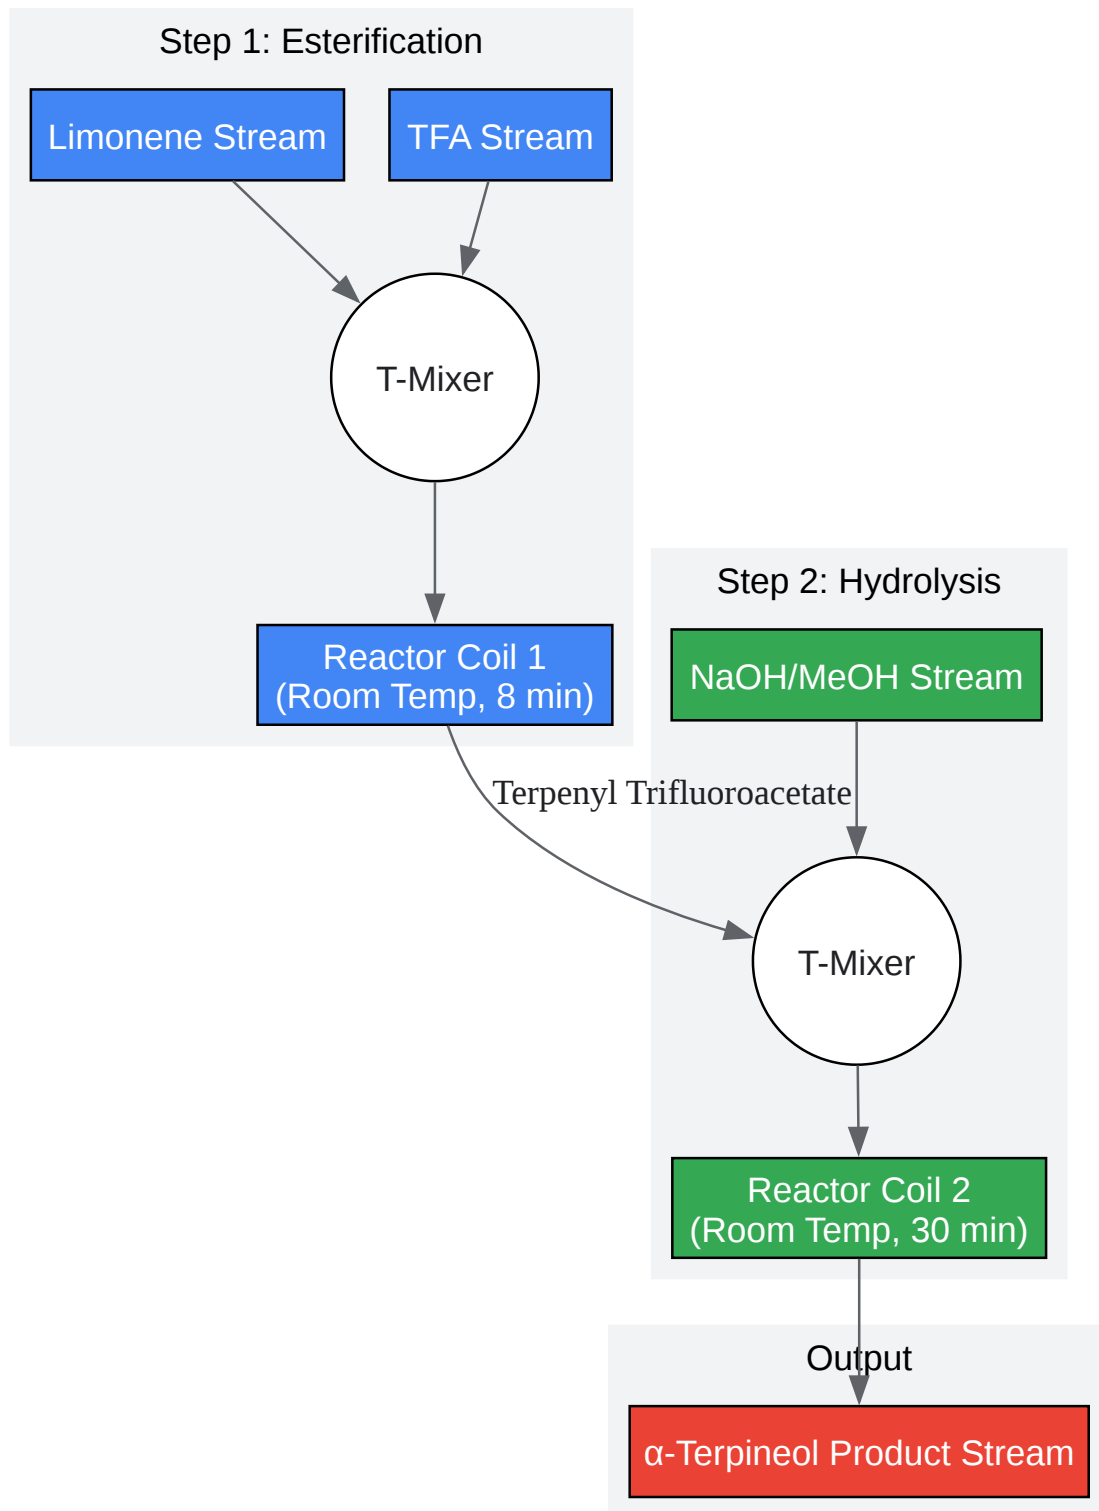 Step 1: Esterification
Limonene Stream
TFA Stream
T-Mixer
Reactor Coil 1
(Room Temp, 8 min)
Terpenyl Trifluoroacetate
Step 2: Hydrolysis
NaOH/MeOH Stream
T-Mixer
Reactor Coil 2
(Room Temp, 30 min)
Output
α-Terpineol Product Stream